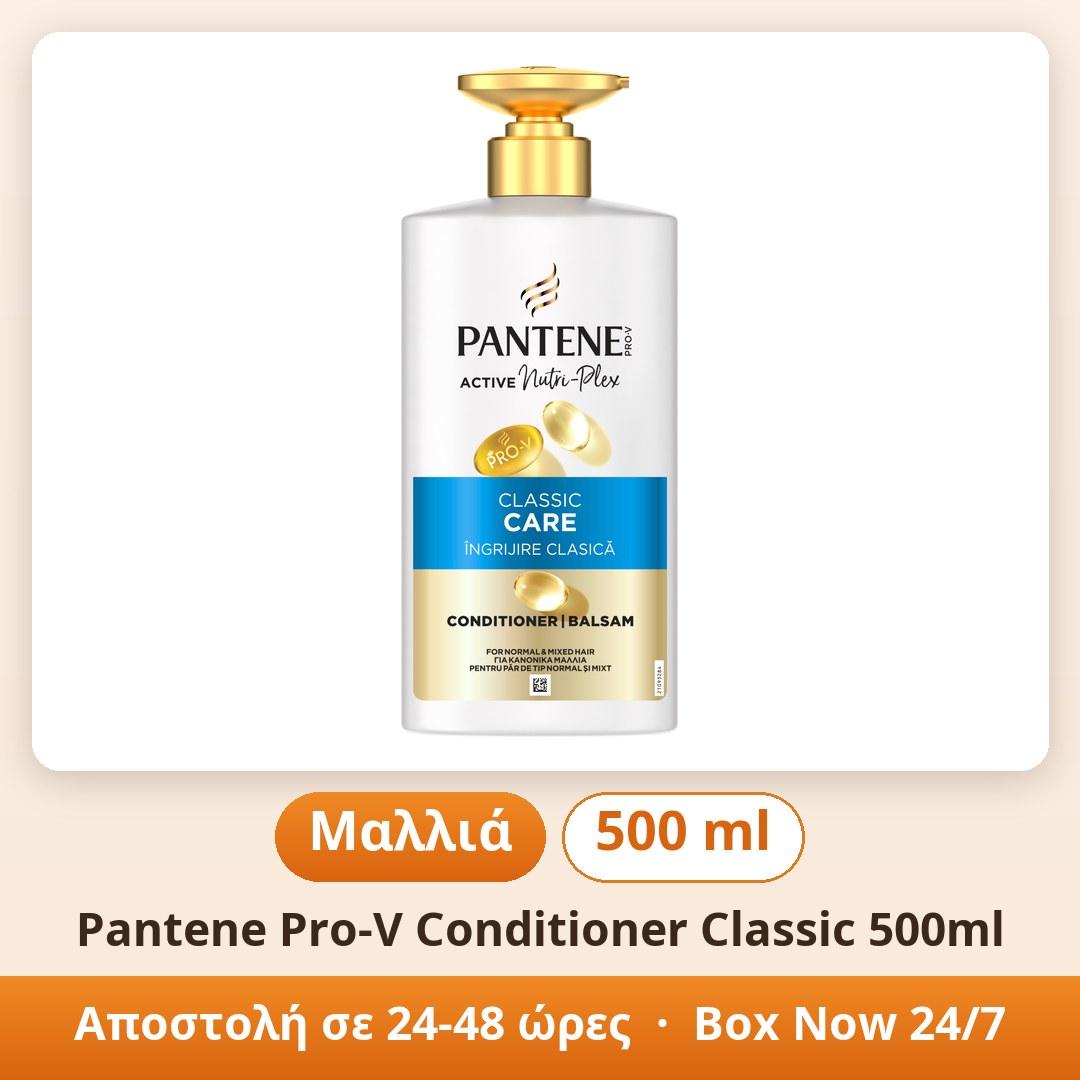 PANTENE PRO-V
ACTIVE Nutri-Plex
PRO-V
CLASSIC
CARE
ÎNGRIJIRE CLASICĂ
CONDITIONER | BALSAM
FOR NORMAL & MIXED HAIR
ΓΙΑ ΚΑΝΟΝΙΚΑ ΜΑΛΛΙΑ
PENTRU PĂR DE TIP NORMAL ȘI MIXT
Μαλλιά
500 ml
Pantene Pro-V Conditioner Classic 500ml
Αποστολή σε 24-48 ώρες · Box Now 24/7